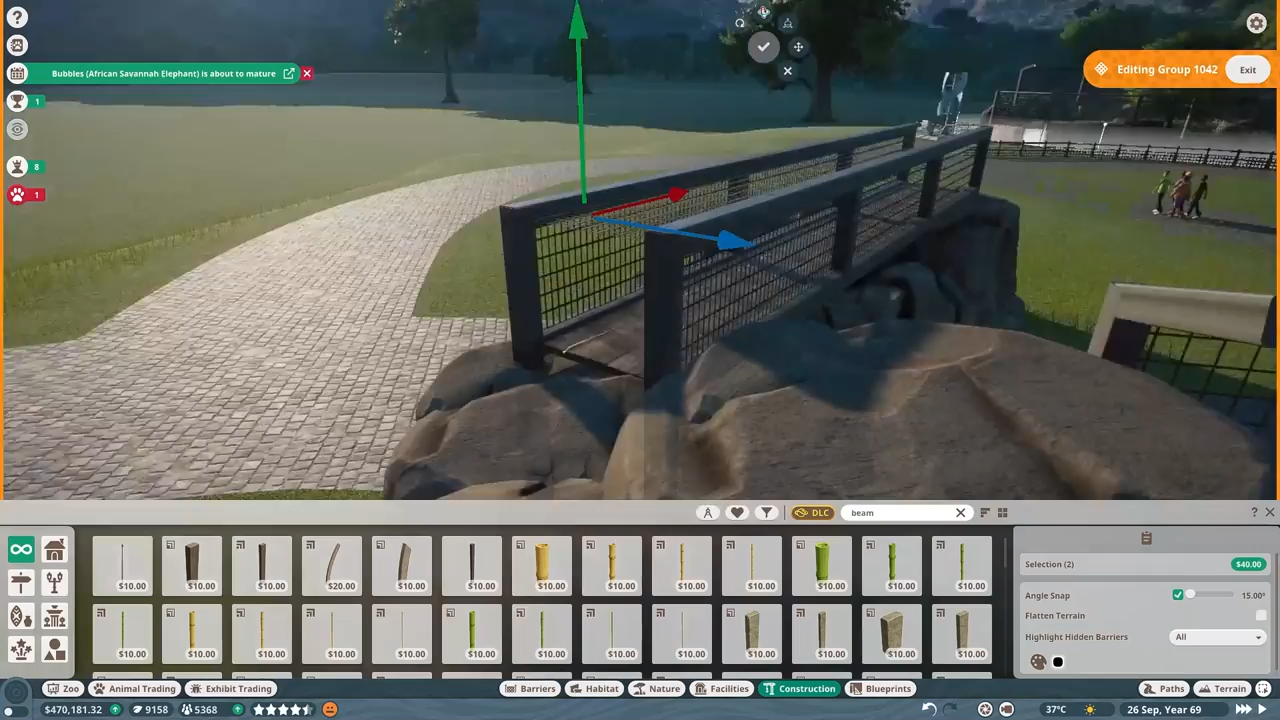 ?
Editing Group 1042
Exit
Bubbles (African Savannah Elephant) is about to mature
1
8
1
DLC
beam
?
$10.00 $10.00 $10.00 $20.00 $10.00 $10.00 $10.00 $10.00 $10.00 $10.00 $10.00 $10.00 $10.00
$10.00 $10.00 $10.00 $10.00 $10.00 $10.00 $10.00 $10.00 $10.00 $10.00 $10.00 $10.00 $10.00
Selection (2) $40.00
Angle Snap 15.00°
Flatten Terrain
Highlight Hidden Barriers All
Zoo Animal Trading Exhibit Trading Barriers Habitat Nature Facilities Construction Blueprints Paths Terrain
$470,181.32 9158 5368 37°C 26 Sep, Year 69